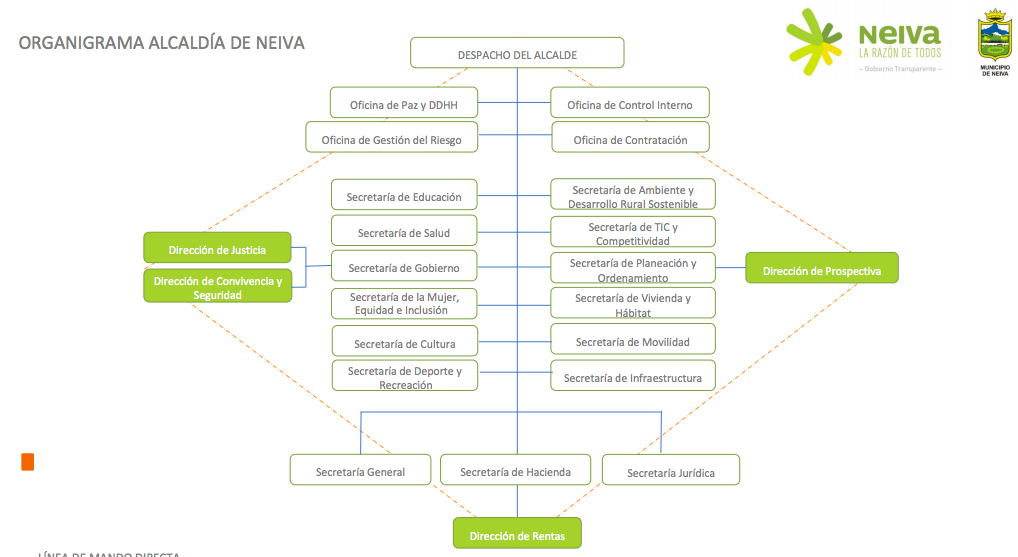 ORGANIGRAMA ALCALDÍA DE NEIVA
Neiva
LA RAZÓN DE TODOS
– Gobierno Transparente –
MUNICIPIO
DE NEIVA
DESPACHO DEL ALCALDE
Oficina de Paz y DDHH
Oficina de Control Interno
Oficina de Gestión del Riesgo
Oficina de Contratación
Secretaría de Educación
Secretaría de Ambiente y
Desarrollo Rural Sostenible
Secretaría de Salud
Secretaría de TIC y
Competitividad
Dirección de Justicia
Dirección de Convivencia y
Seguridad
Secretaría de Gobierno
Secretaría de Planeación y
Ordenamiento
Dirección de Prospectiva
Secretaría de la Mujer,
Equidad e Inclusión
Secretaría de Vivienda y
Hábitat
Secretaría de Cultura
Secretaría de Movilidad
Secretaría de Deporte y
Recreación
Secretaría de Infraestructura
Secretaría General
Secretaría de Hacienda
Secretaría Jurídica
Dirección de Rentas
LÍNEA DE MANDO DIRECTA